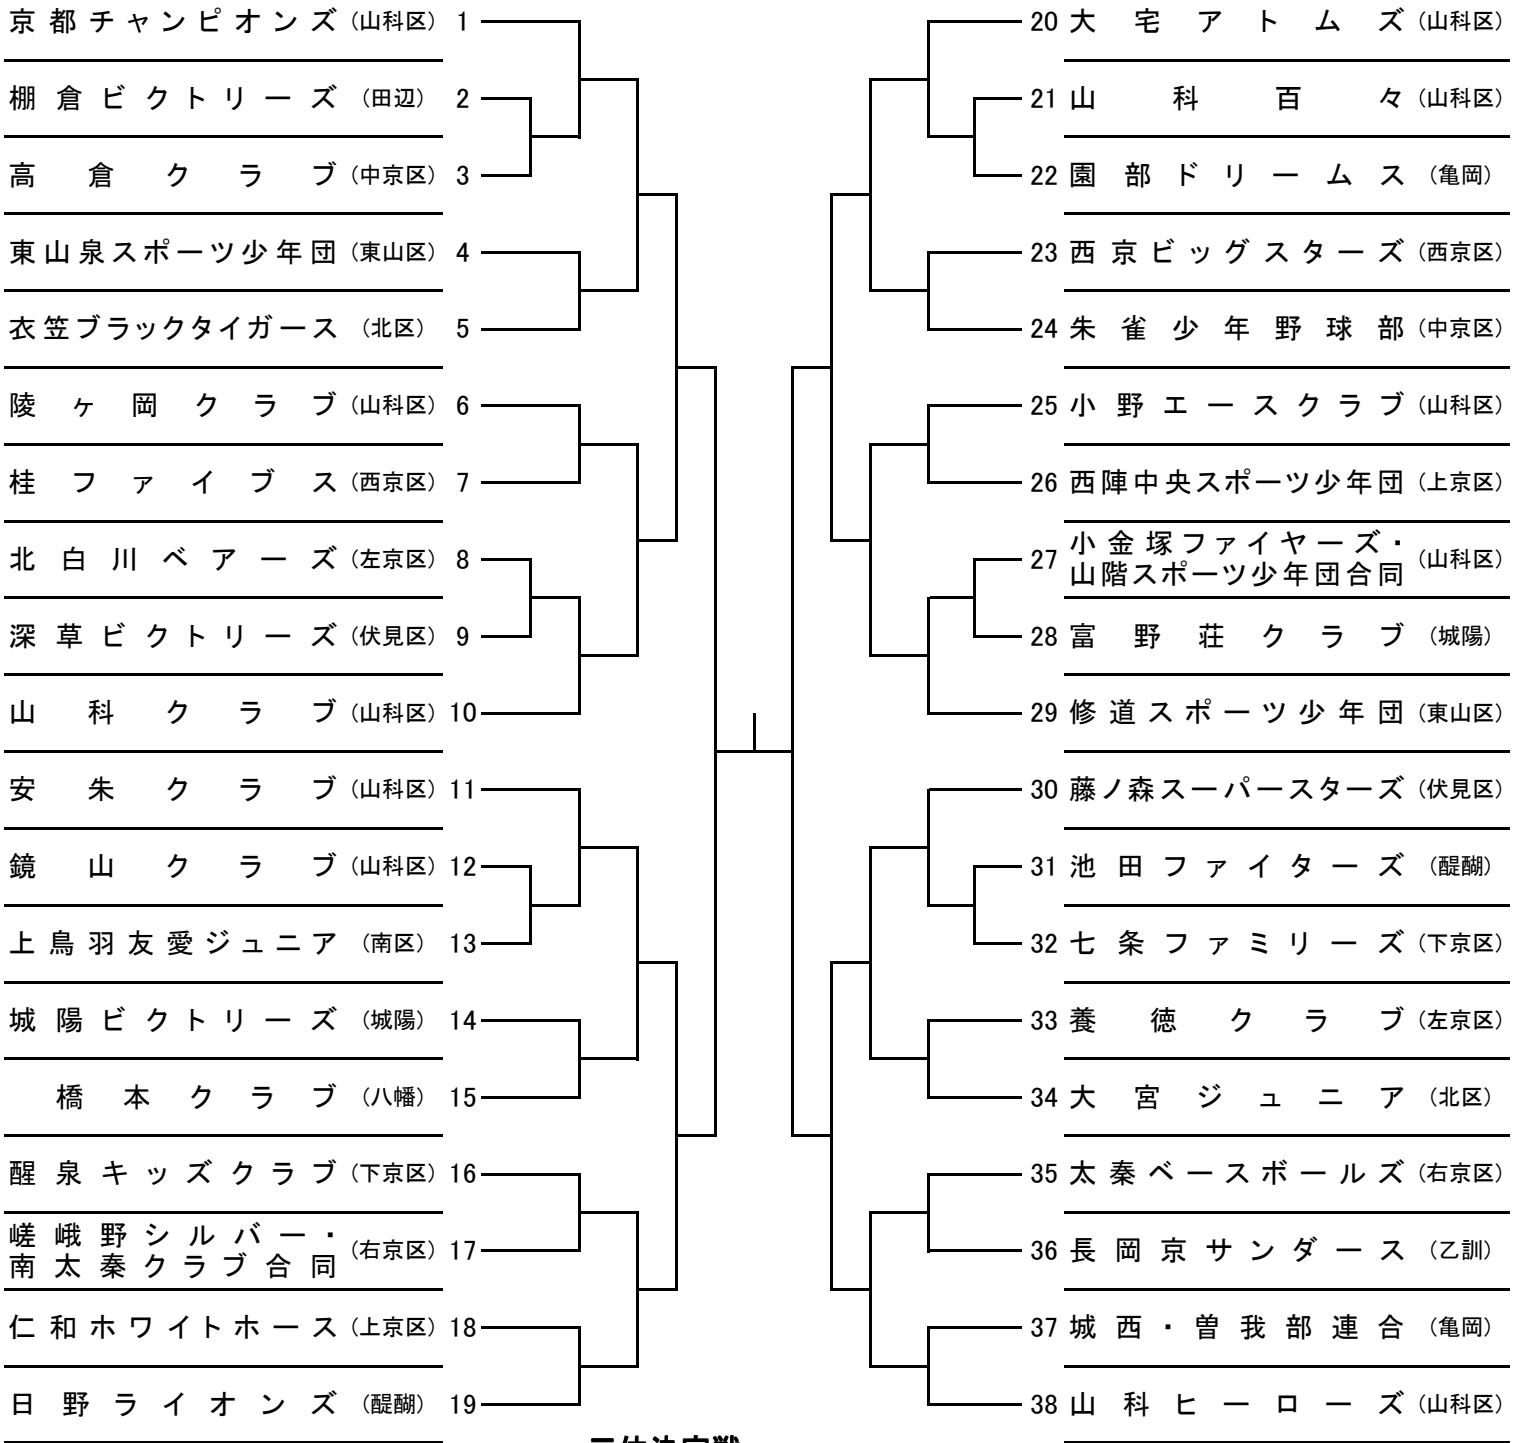 京都チャンピオンズ（山科区） 1
棚倉ビクトリーズ（田辺） 2
高倉クラブ（中京区） 3
東山泉スポーツ少年団（東山区） 4
衣笠ブラックタイガース（北区） 5
陵ヶ岡クラブ（山科区） 6
桂ファイブス（西京区） 7
北白川ベアーズ（左京区） 8
深草ビクトリーズ（伏見区） 9
山科クラブ（山科区） 10
安朱クラブ（山科区） 11
鏡山クラブ（山科区） 12
上鳥羽友愛ジュニア（南区） 13
城陽ビクトリーズ（城陽） 14
橋本クラブ（八幡） 15
醒泉キッズクラブ（下京区） 16
嵯峨野シルバー・
南太秦クラブ合同（右京区） 17
仁和ホワイトホース（上京区） 18
日野ライオンズ（醍醐） 19
20 大宅アトムズ（山科区）
21 山科百々（山科区）
22 園部ドリームス（亀岡）
23 西京ビッグスターズ（西京区）
24 朱雀少年野球部（中京区）
25 小野エースクラブ（山科区）
26 西陣中央スポーツ少年団（上京区）
27 小金塚ファイヤーズ・
山階スポーツ少年団合同（山科区）
28 富野荘クラブ（城陽）
29 修道スポーツ少年団（東山区）
30 藤ノ森スーパースターズ（伏見区）
31 池田ファイターズ（醍醐）
32 七条ファミリーズ（下京区）
33 養徳クラブ（左京区）
34 大宮ジュニア（北区）
35 太秦ベースボールズ（右京区）
36 長岡京サンダース（乙訓）
37 城西・曽我部連合（亀岡）
38 山科ヒーローズ（山科区）